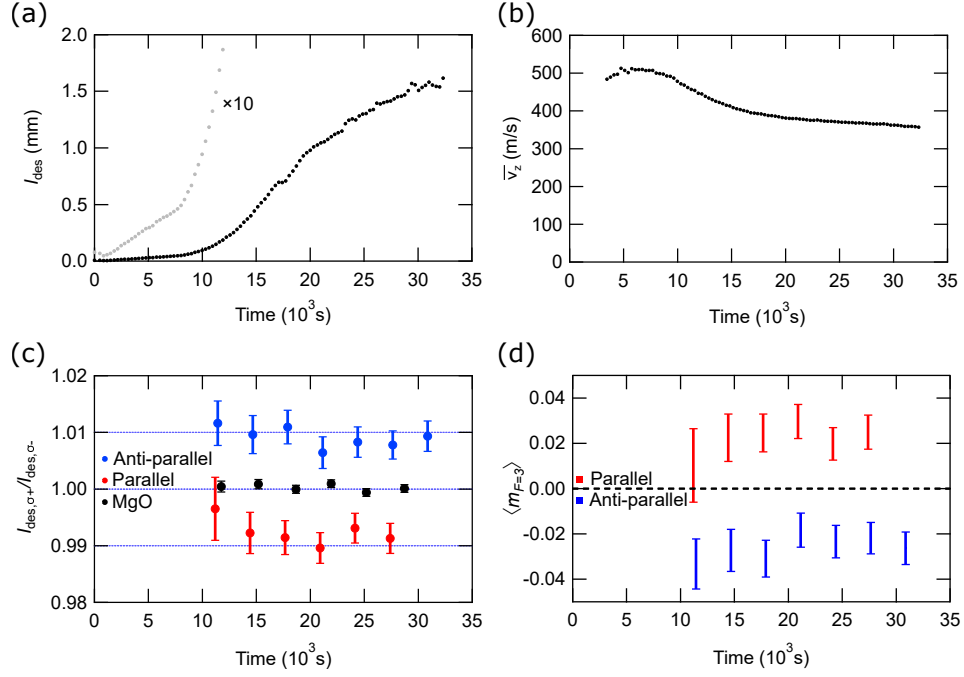 (a)
2.0
1.5
1.0
0.5
0.0
I_des (mm)
×10
0 5 10 15 20 25 30 35
Time (10³s)
(b)
600
500
400
300
200
100
0
v̅_z (m/s)
0 5 10 15 20 25 30 35
Time (10³s)
(c)
1.02
1.01
1.00
0.99
0.98
I_des,σ+/I_des,σ-
Anti-parallel
Parallel
MgO
0 5 10 15 20 25 30 35
Time (10³s)
(d)
0.04
0.02
0.00
-0.02
-0.04
⟨m_F=3⟩
Parallel
Anti-parallel
0 5 10 15 20 25 30 35
Time (10³s)